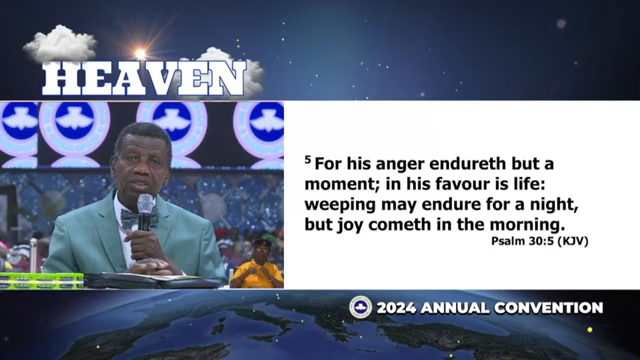 HEAVEN
⁵ For his anger endureth but a
moment; in his favour is life:
weeping may endure for a night,
but joy cometh in the morning.
Psalm 30:5 (KJV)
2024 ANNUAL CONVENTION